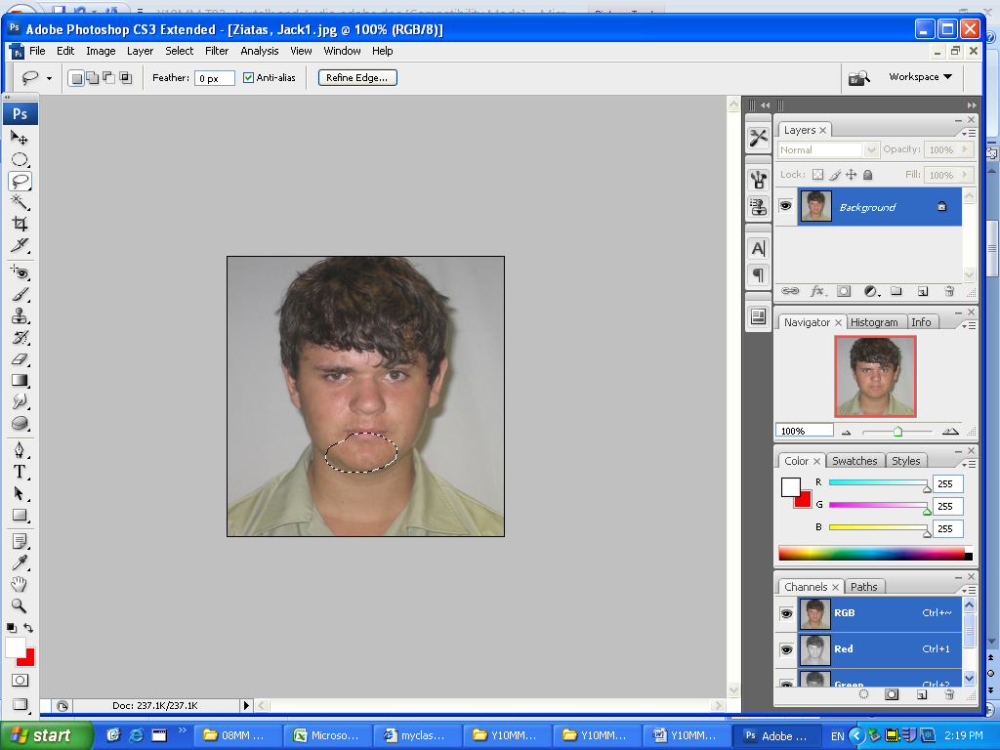 Adobe Photoshop CS3 Extended - [Ziatas, Jack1.jpg @ 100% (RGB/8)]
File Edit Image Layer Select Filter Analysis View Window Help
Feather: 0 px Anti-alias Refine Edge... Workspace
Ps
Layers
Normal Opacity: 100%
Lock: Fill: 100%
Background
Navigator Histogram Info
100%
Color Swatches Styles
R 255
G 255
B 255
Channels Paths
RGB Ctrl+~
Red Ctrl+1
Green Ctrl+2
Doc: 237.1K/237.1K
start 08MM ... Microso... myclas... Y10MM... Y10MM... Y10MM... Adobe ... EN 2:19 PM